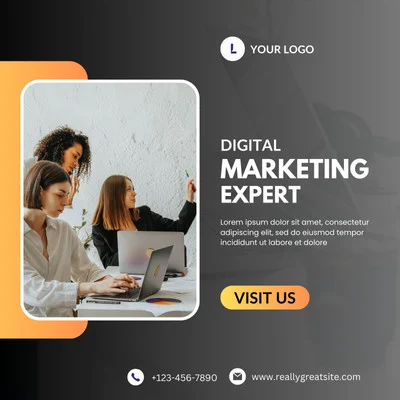 L
YOUR LOGO
DIGITAL
MARKETING
EXPERT
Lorem ipsum dolor sit amet, consectetur
adipiscing elit, sed do eiusmod tempor
incididunt ut labore et dolore
VISIT US
+123-456-7890
www.reallygreatsite.com